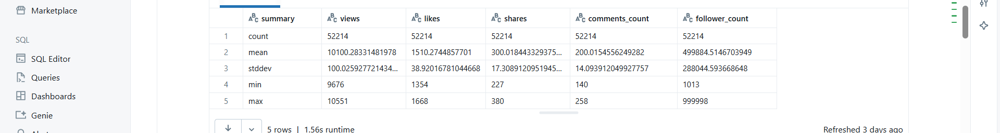 Marketplace
SQL
SQL Editor
Queries
Dashboards
Genie
summary views likes shares comments_count follower_count
1 count 52214 52214 52214 52214 52214
2 mean 10100.28331481978 1510.2744857701 300.018443329375... 200.0154556249282 499884.5146703949
3 stddev 100.025927721434... 38.92016781044668 17.3089120951945... 14.093912049927757 288044.593668648
4 min 9676 1354 227 140 1013
5 max 10551 1668 380 258 999998
5 rows | 1.56s runtime
Refreshed 3 days ago